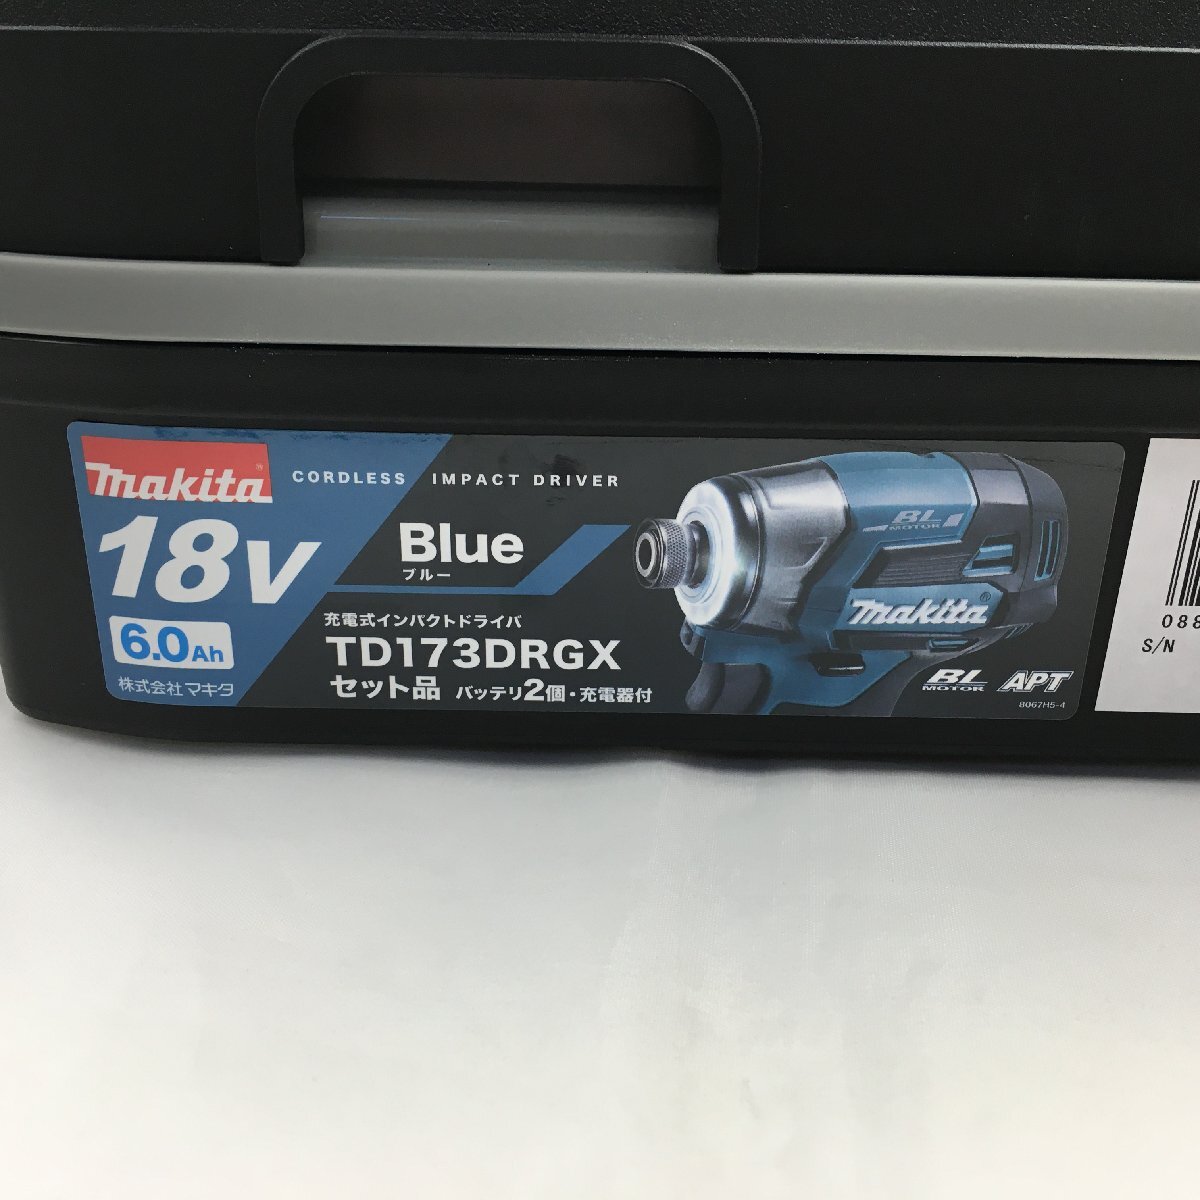 makita®
CORDLESS IMPACT DRIVER
18V
Blue
ブルー
6.0Ah
充電式インパクトドライバ
TD173DRGX
セット品 バッテリ2個・充電器付
株式会社マキタ
BL
MOTOR
makita®
BL
MOTOR
APT
8067H5-4
088
S/N